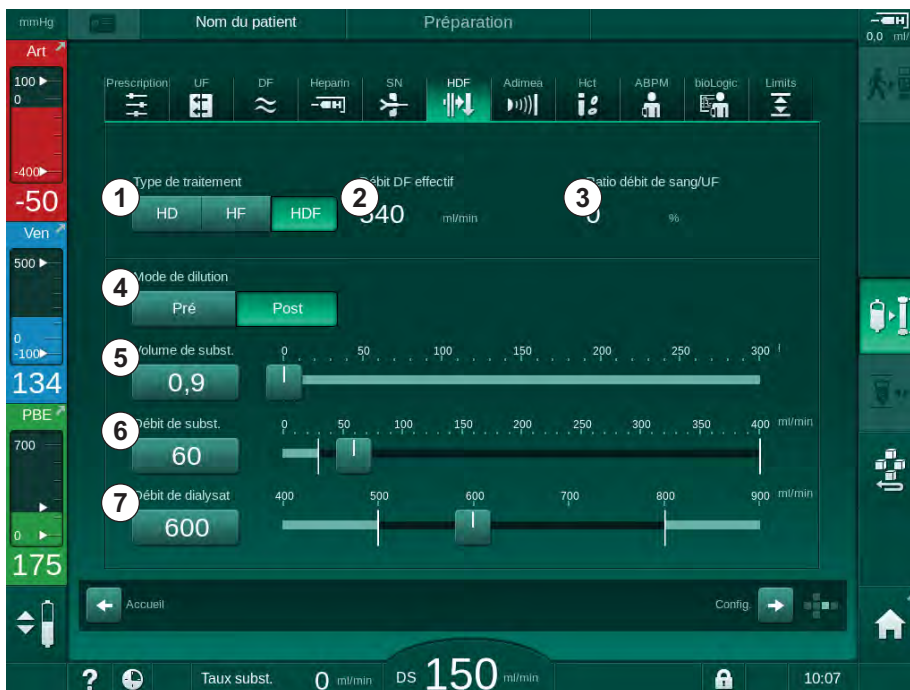 mmHg
Nom du patient
Préparation
0,0 ml/
Art
100
0
-400
-50
Ven
500
0
-100
134
PBE
700
0
175
Prescription
UF
DF
Heparin
SN
HDF
Adimea
Hct
ABPM
bioLogic
Limits
1
Type de traitement
HD HF HDF
2
Débit DF effectif
540 ml/min
3
Ratio débit de sang/UF
0 %
4
Mode de dilution
Pré Post
5
Volume de subst.
0,9
0 50 100 150 200 250 300 l
6
Débit de subst.
60
0 50 100 150 200 250 300 350 400 ml/min
7
Débit de dialysat
600
400 500 600 700 800 900 ml/min
Accueil
Config.
? Taux subst. 0 ml/min DS 150 ml/min 10:07